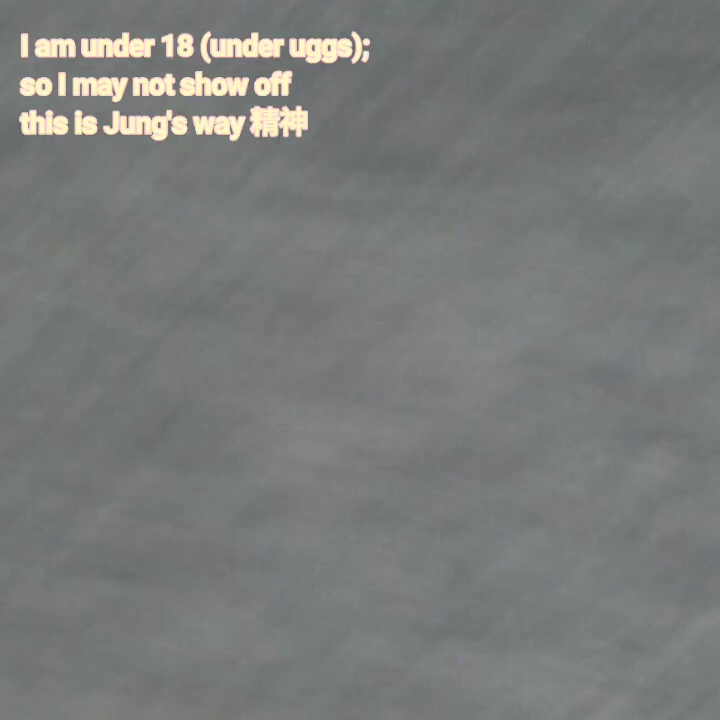 I am under 18 (under uggs);
so I may not show off
this is Jung's way 精神